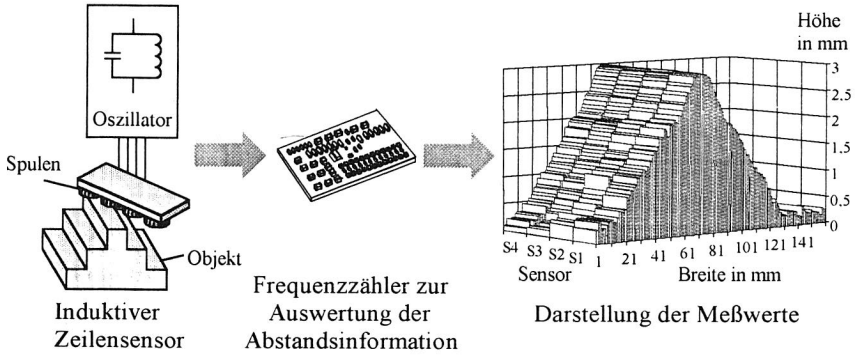 Oszillator
Spulen
Objekt
Induktiver
Zeilensensor
Frequenzzähler zur
Auswertung der
Abstandsinformation
Höhe
in mm
3
2.5
2
1.5
1
0.5
0
S4 S3 S2 S1 1 21 41 61 81 101 121 141
Sensor Breite in mm
Darstellung der Meßwerte